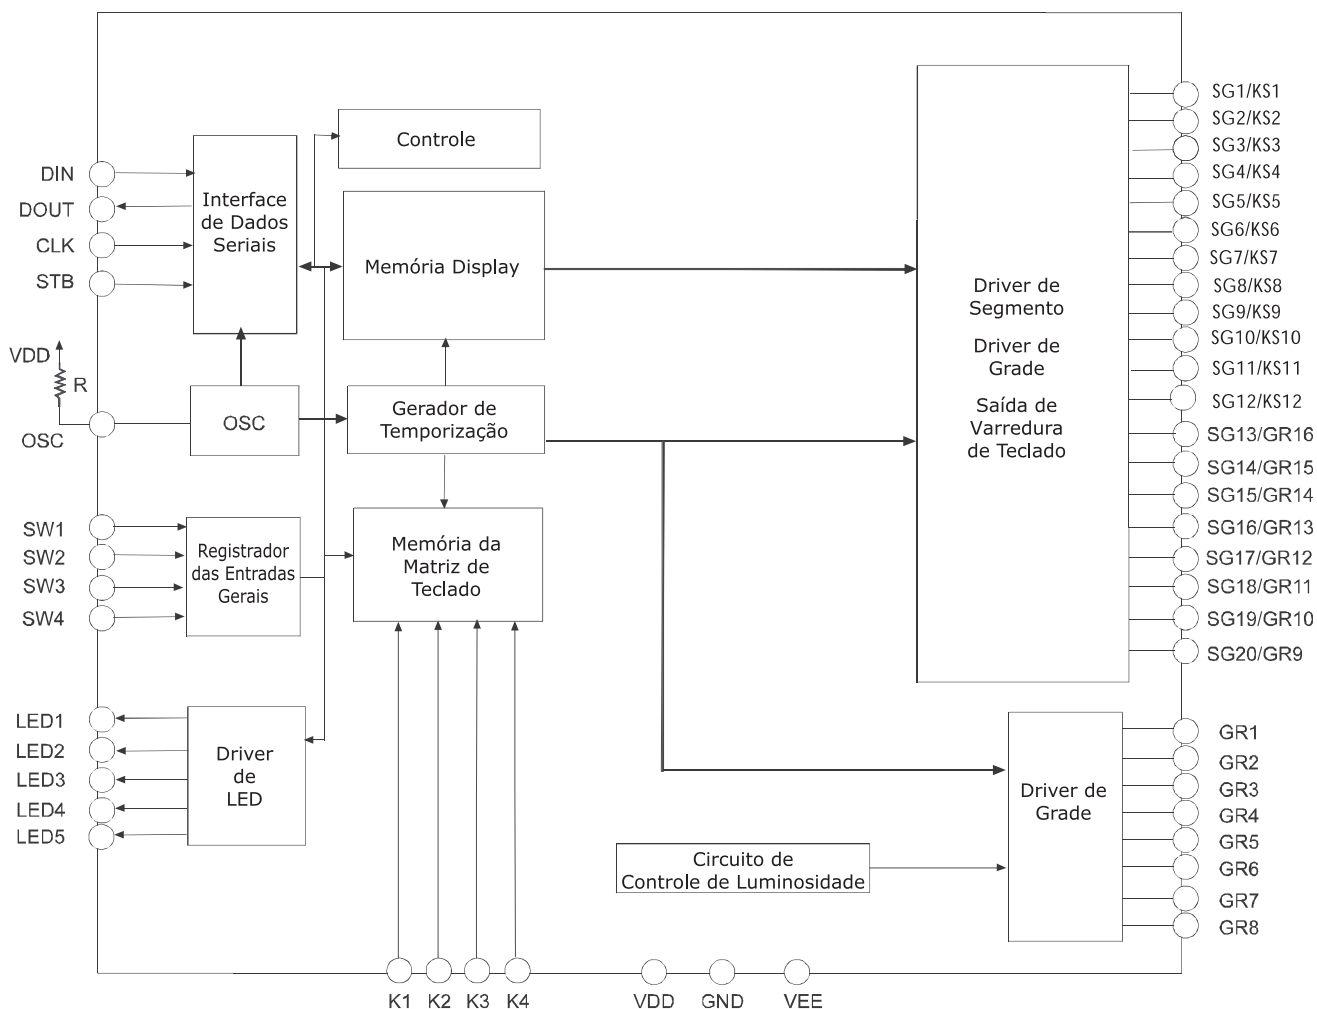 DIN
DOUT
CLK
STB
VDD
R
OSC
SW1
SW2
SW3
SW4
LED1
LED2
LED3
LED4
LED5
Interface
de Dados
Seriais
Controle
Memória Display
OSC
Gerador de
Temporização
Registrador
das Entradas
Gerais
Memória da
Matriz de
Teclado
Driver
de
LED
Driver de
Segmento
Driver de
Grade
Saída de
Varredura
de Teclado
Driver de
Grade
Circuito de
Controle de Luminosidade
SG1/KS1
SG2/KS2
SG3/KS3
SG4/KS4
SG5/KS5
SG6/KS6
SG7/KS7
SG8/KS8
SG9/KS9
SG10/KS10
SG11/KS11
SG12/KS12
SG13/GR16
SG14/GR15
SG15/GR14
SG16/GR13
SG17/GR12
SG18/GR11
SG19/GR10
SG20/GR9
GR1
GR2
GR3
GR4
GR5
GR6
GR7
GR8
K1 K2 K3 K4 VDD GND VEE